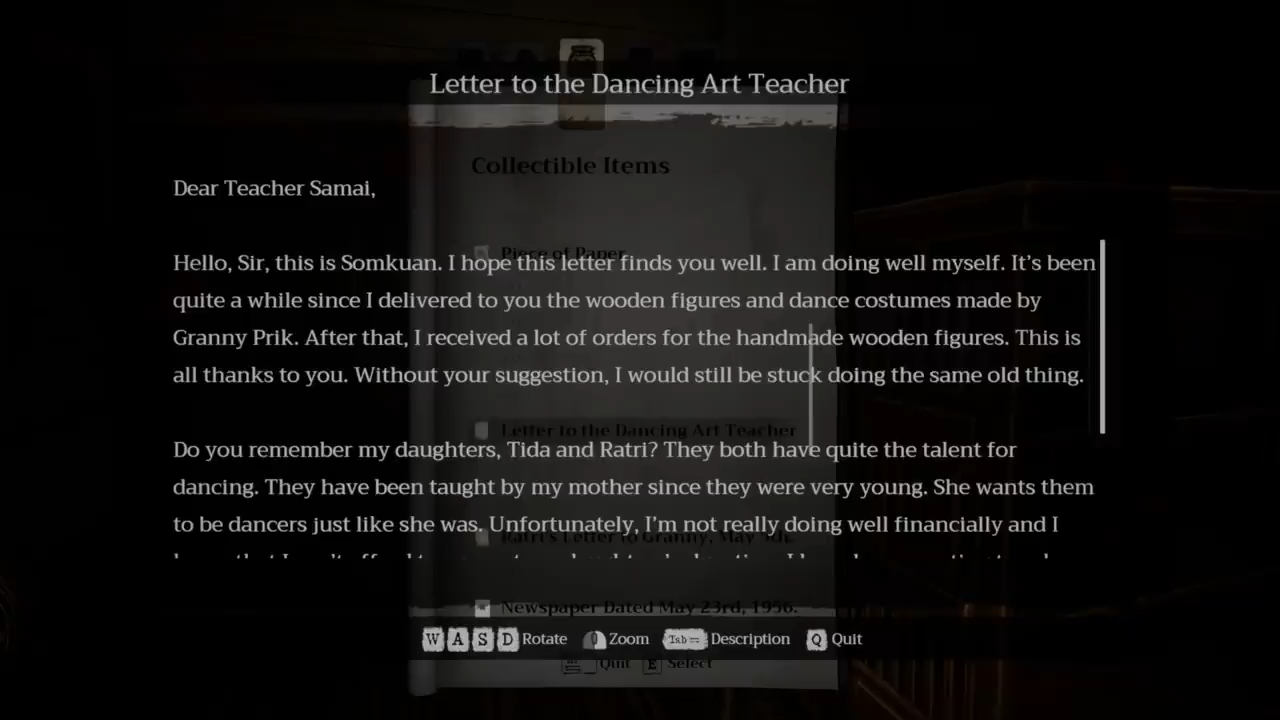 Letter to the Dancing Art Teacher
Collectible Items
Dear Teacher Samai,
Piece of Paper
Hello, Sir, this is Somkuan. I hope this letter finds you well. I am doing well myself. It's been
quite a while since I delivered to you the wooden figures and dance costumes made by
Granny Prik. After that, I received a lot of orders for the handmade wooden figures. This is
all thanks to you. Without your suggestion, I would still be stuck doing the same old thing.
Letter to the Dancing Art Teacher
Do you remember my daughters, Tida and Ratri? They both have quite the talent for
dancing. They have been taught by my mother since they were very young. She wants them
to be dancers just like she was. Unfortunately, I'm not really doing well financially and I
Ratri's Letter to Granny, May
Newspaper Dated May 23rd, 1956.
W A S D Rotate Zoom Tab Description Q Quit
Quit E Select